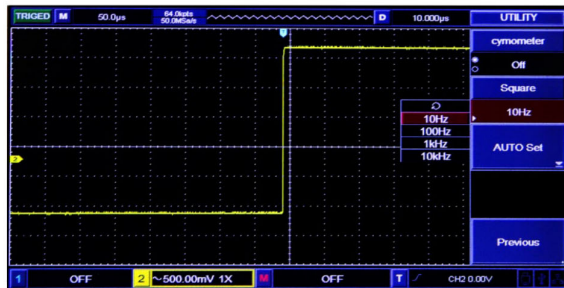 TRIGED M 50.0μs 64.0kpts 50.0MSa/s D 10.000μs UTILITY
cymometer
Off
Square
10Hz
10Hz
100Hz
1kHz
10kHz
AUTO Set
2
Previous
1 OFF 2 ~500.00mV 1X M OFF T CH2 0.00V